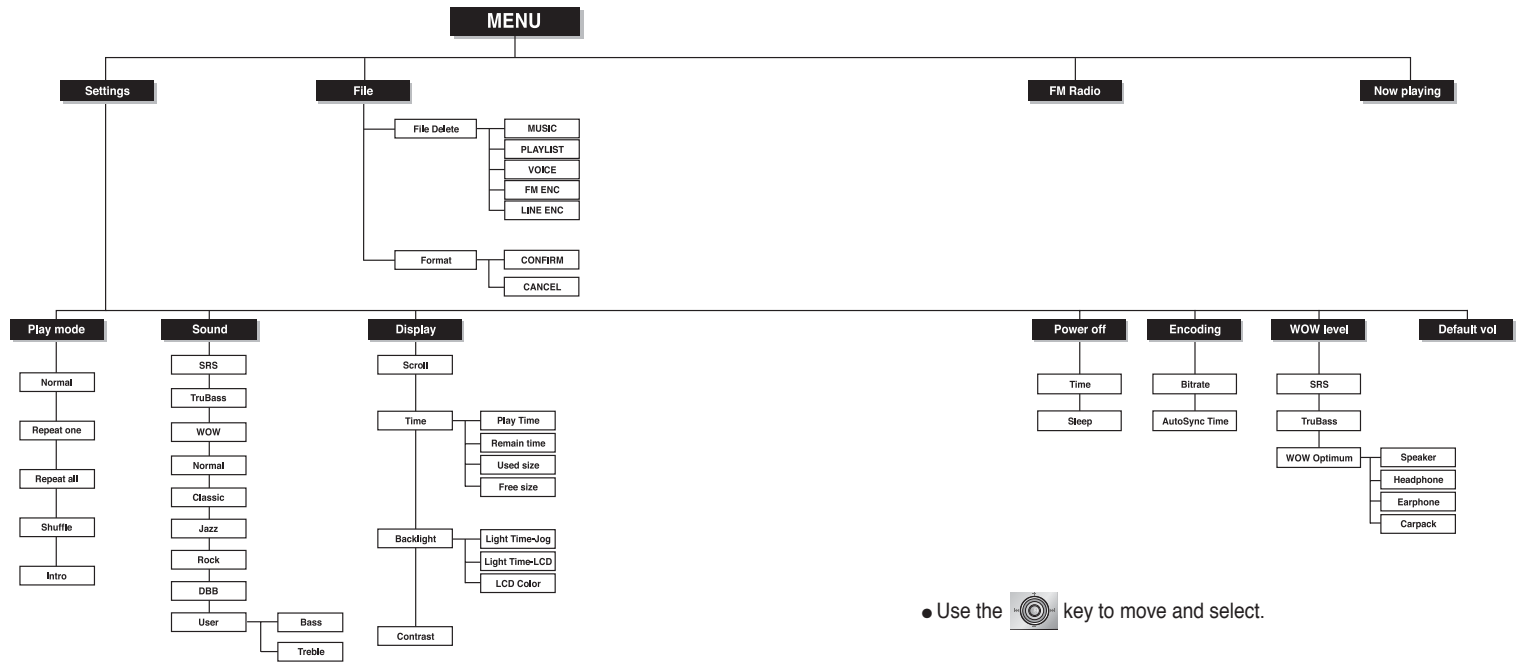 MENU
Settings
File
FM Radio
Now playing
File Delete
MUSIC
PLAYLIST
VOICE
FM ENC
LINE ENC
Format
CONFIRM
CANCEL
Play mode
Normal
Repeat one
Repeat all
Shuffle
Intro
Sound
SRS
TruBass
WOW
Normal
Classic
Jazz
Rock
DBB
User
Bass
Treble
Display
Scroll
Time
Play Time
Remain time
Used size
Free size
Backlight
Light Time-Jog
Light Time-LCD
LCD Color
Contrast
Power off
Time
Sleep
Encoding
Bitrate
AutoSync Time
WOW level
SRS
TruBass
WOW Optimum
Speaker
Headphone
Earphone
Carpack
Default vol
● Use the key to move and select.